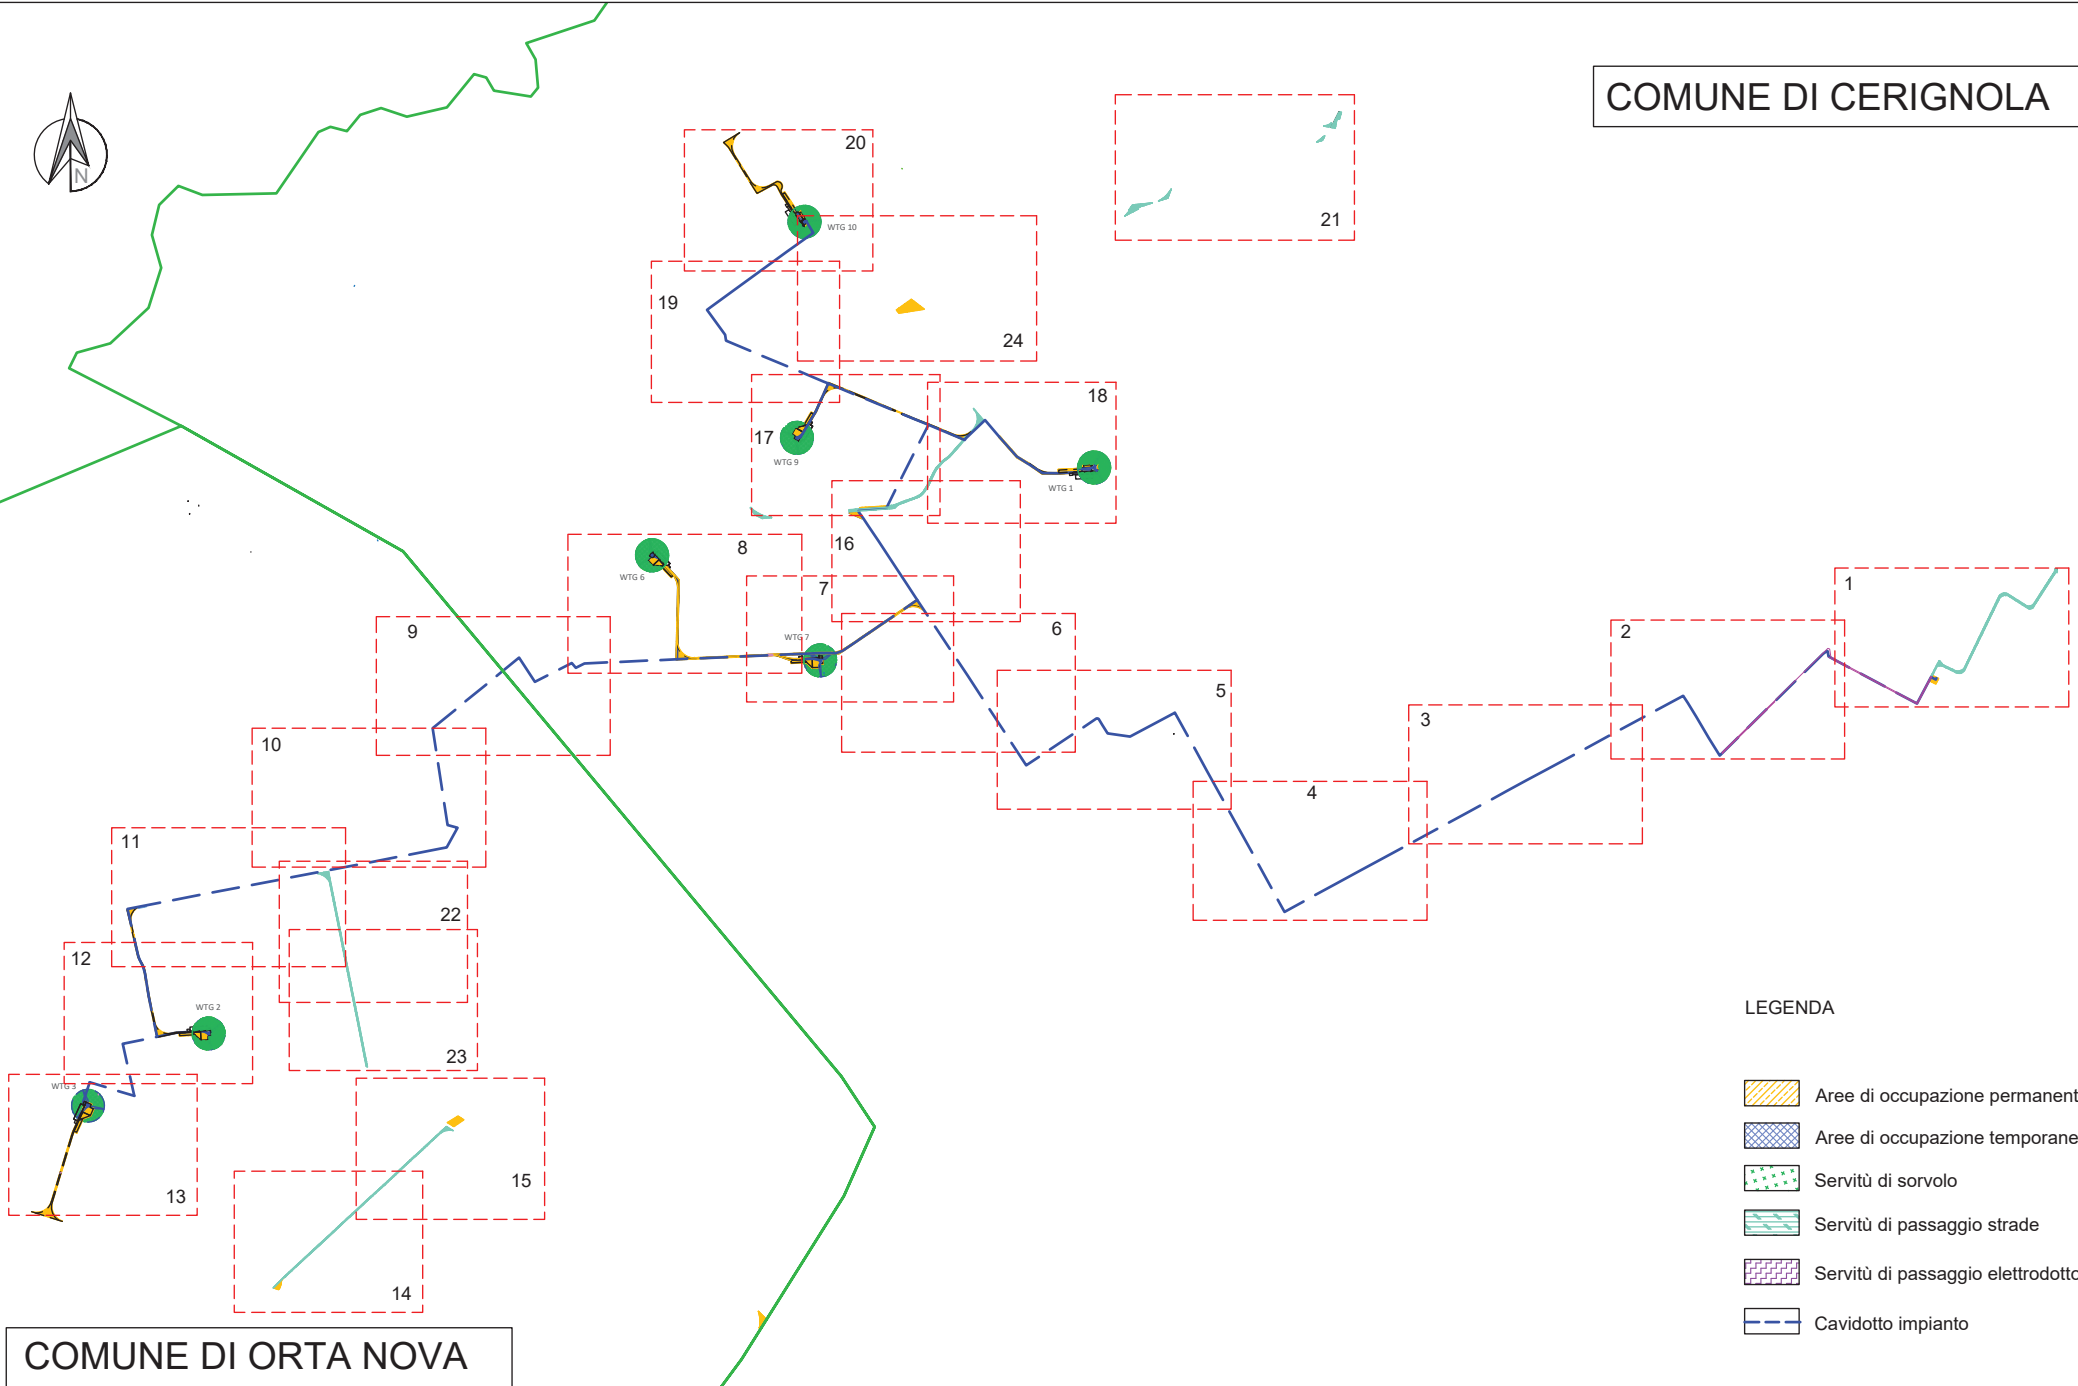 COMUNE DI CERIGNOLA
N
20
WTG 10
21
19
24
18
17
WTG 9
WTG 1
16
8
WTG 6
7
WTG 7
6
9
1
2
5
3
10
4
11
22
12
WTG 2
23
WTG 3
15
13
14
COMUNE DI ORTA NOVA
LEGENDA
Aree di occupazione permanent
Aree di occupazione temporane
Servitù di sorvolo
Servitù di passaggio strade
Servitù di passaggio elettrodotto
Cavidotto impianto